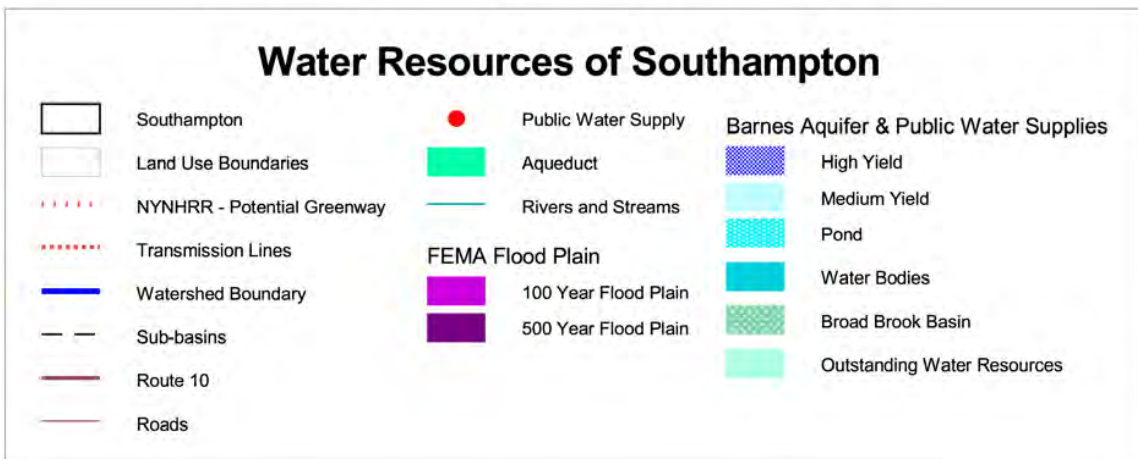 Water Resources of Southampton
Southampton
Land Use Boundaries
NYNHRR - Potential Greenway
Transmission Lines
Watershed Boundary
Sub-basins
Route 10
Roads
Public Water Supply
Aqueduct
Rivers and Streams
FEMA Flood Plain
100 Year Flood Plain
500 Year Flood Plain
Barnes Aquifer & Public Water Supplies
High Yield
Medium Yield
Pond
Water Bodies
Broad Brook Basin
Outstanding Water Resources